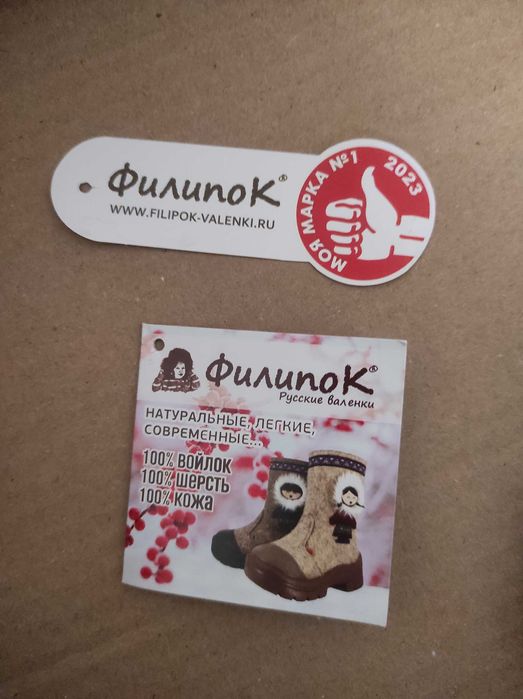 Филипок®
WWW.FILIPOK-VALENKI.RU
МОЯ МАРКА №1 2023
Филипок®
Русские валенки
НАТУРАЛЬНЫЕ, ЛЕГКИЕ,
СОВРЕМЕННЫЕ...
100% ВОЙЛОК
100% ШЕРСТЬ
100% КОЖА